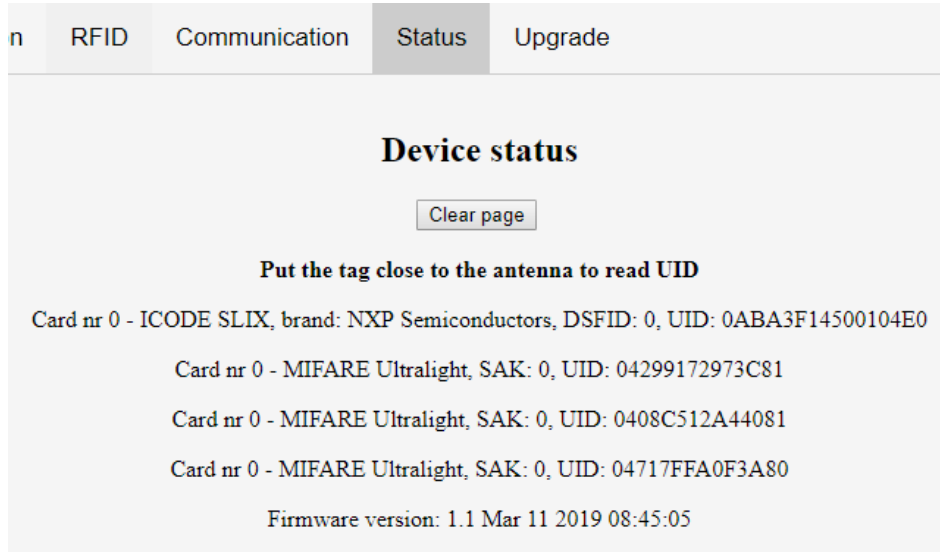 n RFID Communication Status Upgrade
Device status
Clear page
Put the tag close to the antenna to read UID
Card nr 0 - ICODE SLIX, brand: NXP Semiconductors, DSFID: 0, UID: 0ABA3F14500104E0
Card nr 0 - MIFARE Ultralight, SAK: 0, UID: 04299172973C81
Card nr 0 - MIFARE Ultralight, SAK: 0, UID: 0408C512A44081
Card nr 0 - MIFARE Ultralight, SAK: 0, UID: 04717FFA0F3A80
Firmware version: 1.1 Mar 11 2019 08:45:05